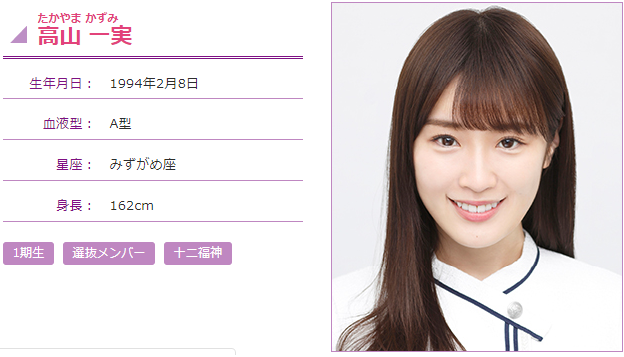 たかやま かずみ
高山 一実
生年月日： 1994年2月8日
血液型： A型
星座： みずがめ座
身長： 162cm
1期生 選抜メンバー 十二福神